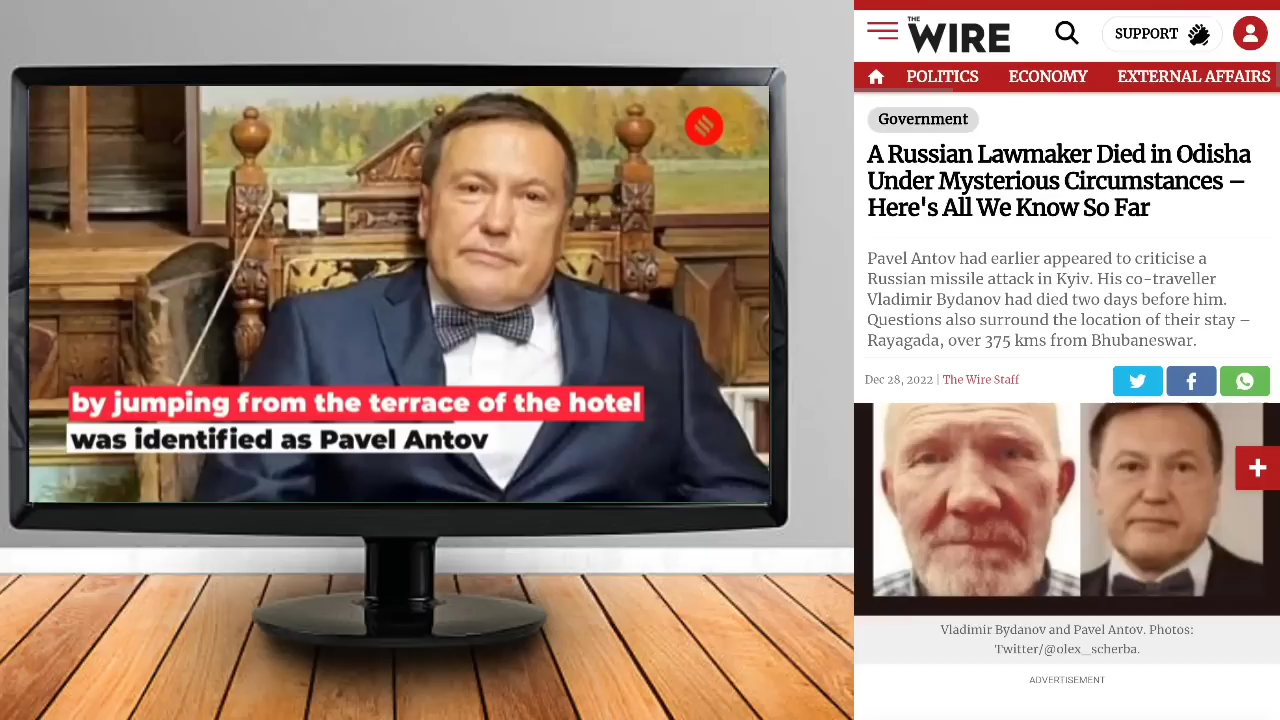 by jumping from the terrace of the hotel
was identified as Pavel Antov
THE
WIRE
SUPPORT
POLITICS ECONOMY EXTERNAL AFFAIRS
Government
A Russian Lawmaker Died in Odisha
Under Mysterious Circumstances –
Here's All We Know So Far
Pavel Antov had earlier appeared to criticise a
Russian missile attack in Kyiv. His co-traveller
Vladimir Bydanov had died two days before him.
Questions also surround the location of their stay –
Rayagada, over 375 kms from Bhubaneswar.
Dec 28, 2022 | The Wire Staff
Vladimir Bydanov and Pavel Antov. Photos:
Twitter/@olex_scherba.
ADVERTISEMENT